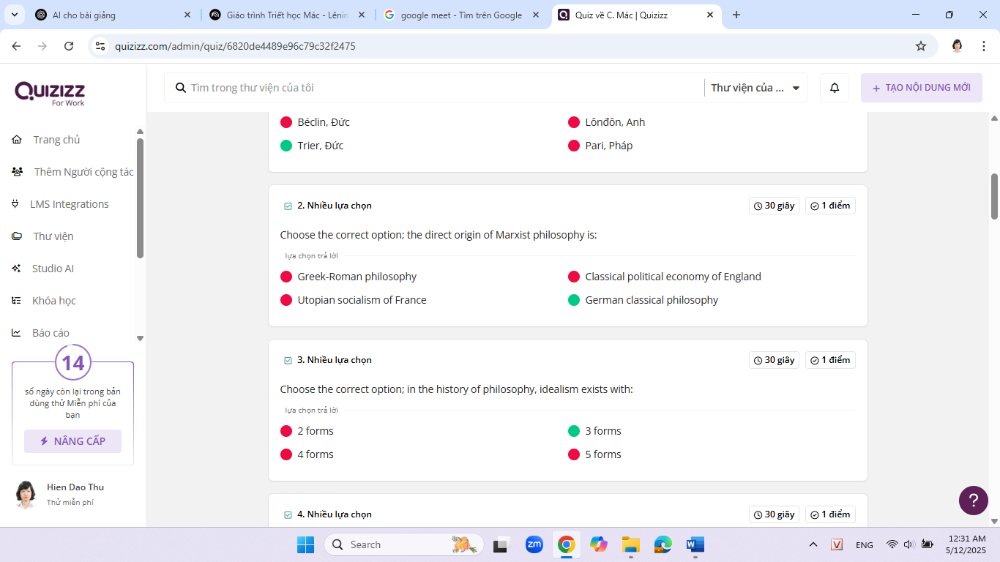 AI cho bài giảng
Giáo trình Triết học Mác - Lênin
google meet - Tìm trên Google
Quiz về C. Mác | Quizizz
quizizz.com/admin/quiz/6820de4489e96c79c32f2475
QUIZIZZ
For Work
Tìm trong thư viện của tôi
Thư viện của ...
+ TẠO NỘI DUNG MỚI
Trang chủ
Thêm Người cộng tác
LMS Integrations
Thư viện
Studio AI
Khóa học
Báo cáo
14
số ngày còn lại trong bản
dùng thử Miễn phí của
bạn
NÂNG CẤP
Hien Dao Thu
Thử miễn phí
Béclin, Đức
Lônđôn, Anh
Trier, Đức
Pari, Pháp
2. Nhiều lựa chọn
30 giây
1 điểm
Choose the correct option; the direct origin of Marxist philosophy is:
lựa chọn trả lời
Greek-Roman philosophy
Classical political economy of England
Utopian socialism of France
German classical philosophy
3. Nhiều lựa chọn
30 giây
1 điểm
Choose the correct option; in the history of philosophy, idealism exists with:
lựa chọn trả lời
2 forms
3 forms
4 forms
5 forms
4. Nhiều lựa chọn
30 giây
1 điểm
?
Search
zm
W
V
ENG
12:31 AM
5/12/2025